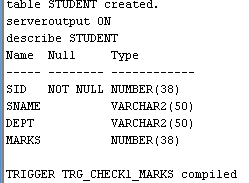 table STUDENT created.
serveroutput ON
describe STUDENT
Name  Null     Type
----- -------- ------------
SID   NOT NULL NUMBER(38)
SNAME          VARCHAR2(50)
DEPT           VARCHAR2(50)
MARKS          NUMBER(38)
TRIGGER TRG_CHECK1_MARKS compiled